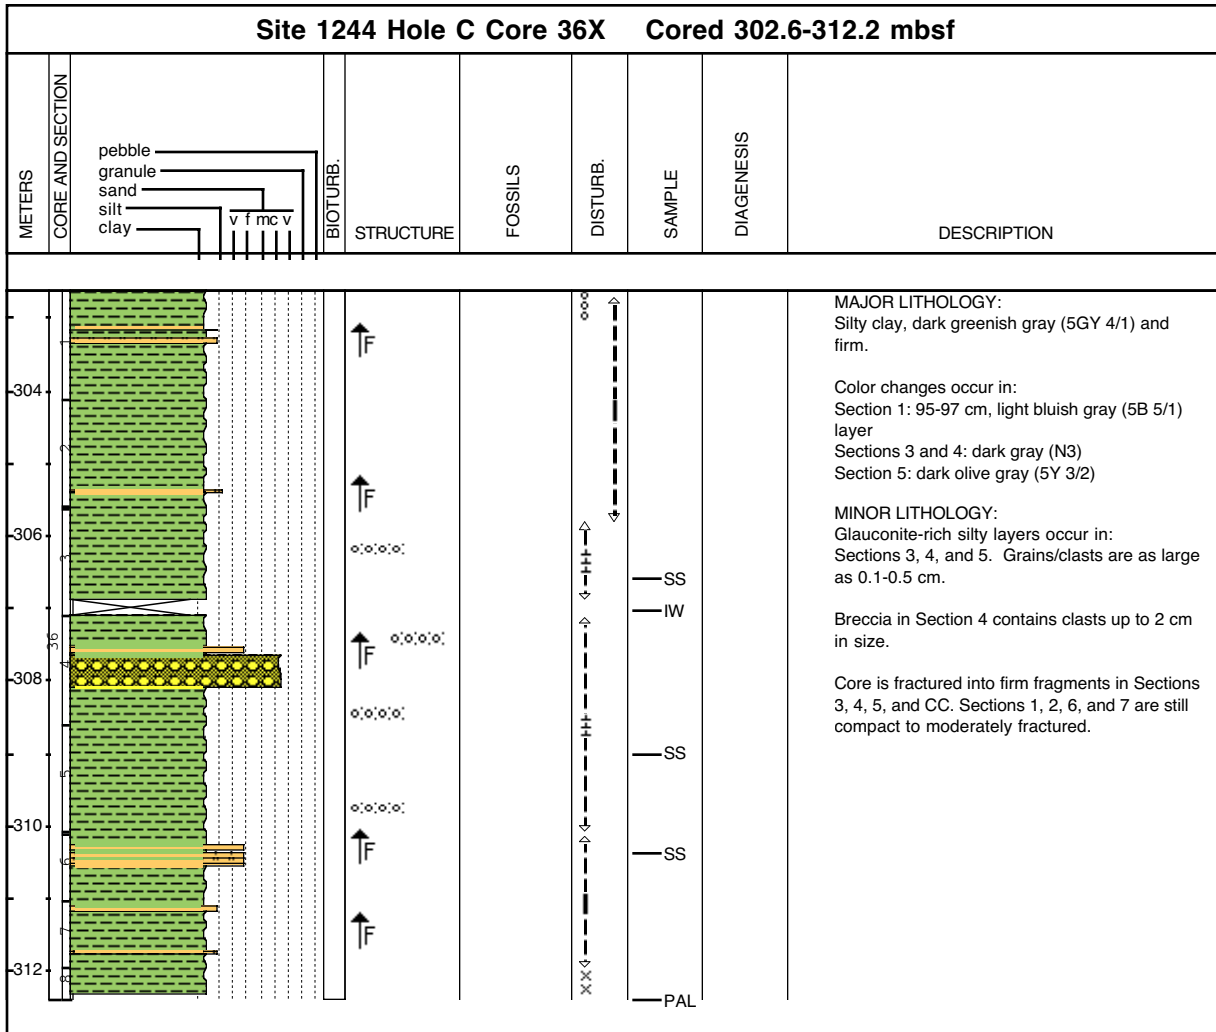 Site 1244 Hole C Core 36X Cored 302.6-312.2 mbsf
METERS
CORE AND SECTION
pebble
granule
sand
silt
clay
v f mc v
BIOTURB.
STRUCTURE
FOSSILS
DISTURB.
SAMPLE
DIAGENESIS
DESCRIPTION
MAJOR LITHOLOGY:
Silty clay, dark greenish gray (5GY 4/1) and
firm.
Color changes occur in:
Section 1: 95-97 cm, light bluish gray (5B 5/1)
layer
Sections 3 and 4: dark gray (N3)
Section 5: dark olive gray (5Y 3/2)
MINOR LITHOLOGY:
Glauconite-rich silty layers occur in:
Sections 3, 4, and 5. Grains/clasts are as large
as 0.1-0.5 cm.
Breccia in Section 4 contains clasts up to 2 cm
in size.
Core is fractured into firm fragments in Sections
3, 4, 5, and CC. Sections 1, 2, 6, and 7 are still
compact to moderately fractured.
1
F
304
2
F
306
3
SS
IW
36
4
F
308
SS
5
310
F
6
SS
7
F
312
8
PAL